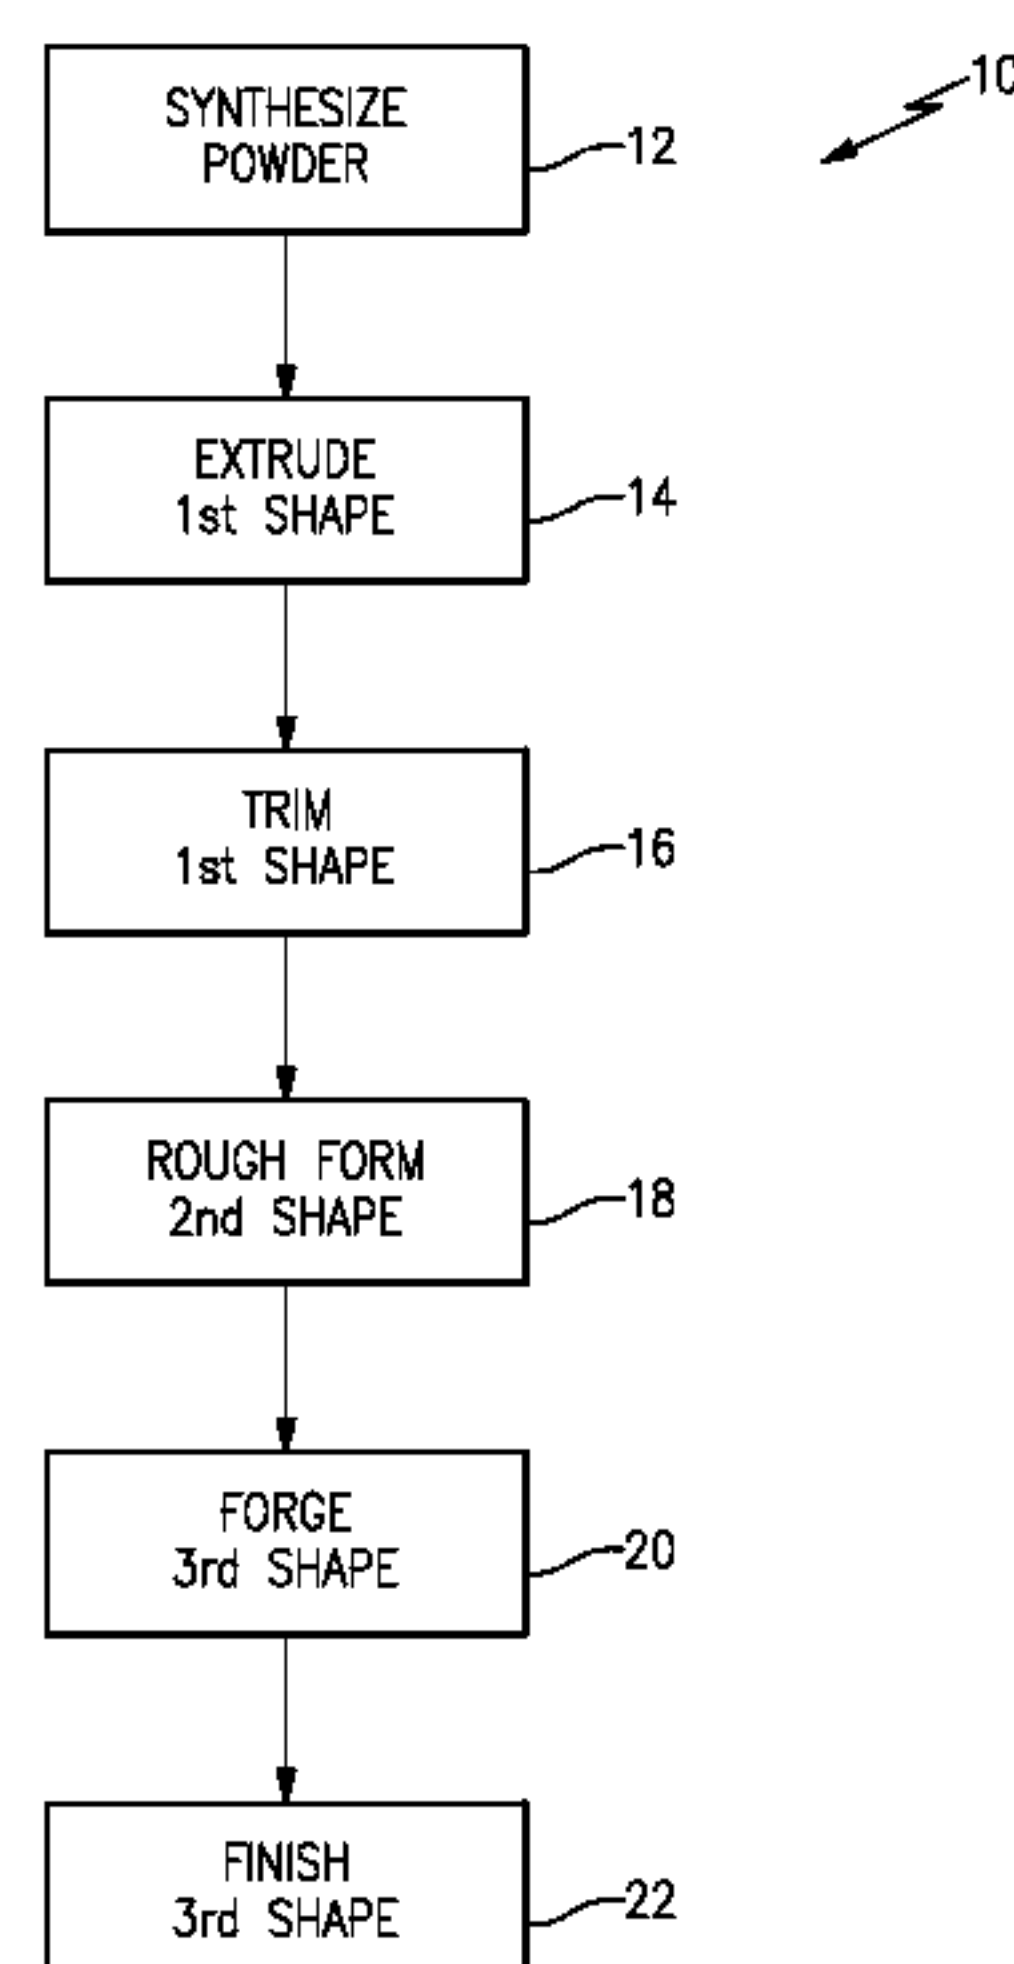 10
SYNTHESIZE
POWDER
12
EXTRUDE
1st SHAPE
14
TRIM
1st SHAPE
16
ROUGH FORM
2nd SHAPE
18
FORGE
3rd SHAPE
20
FINISH
3rd SHAPE
22